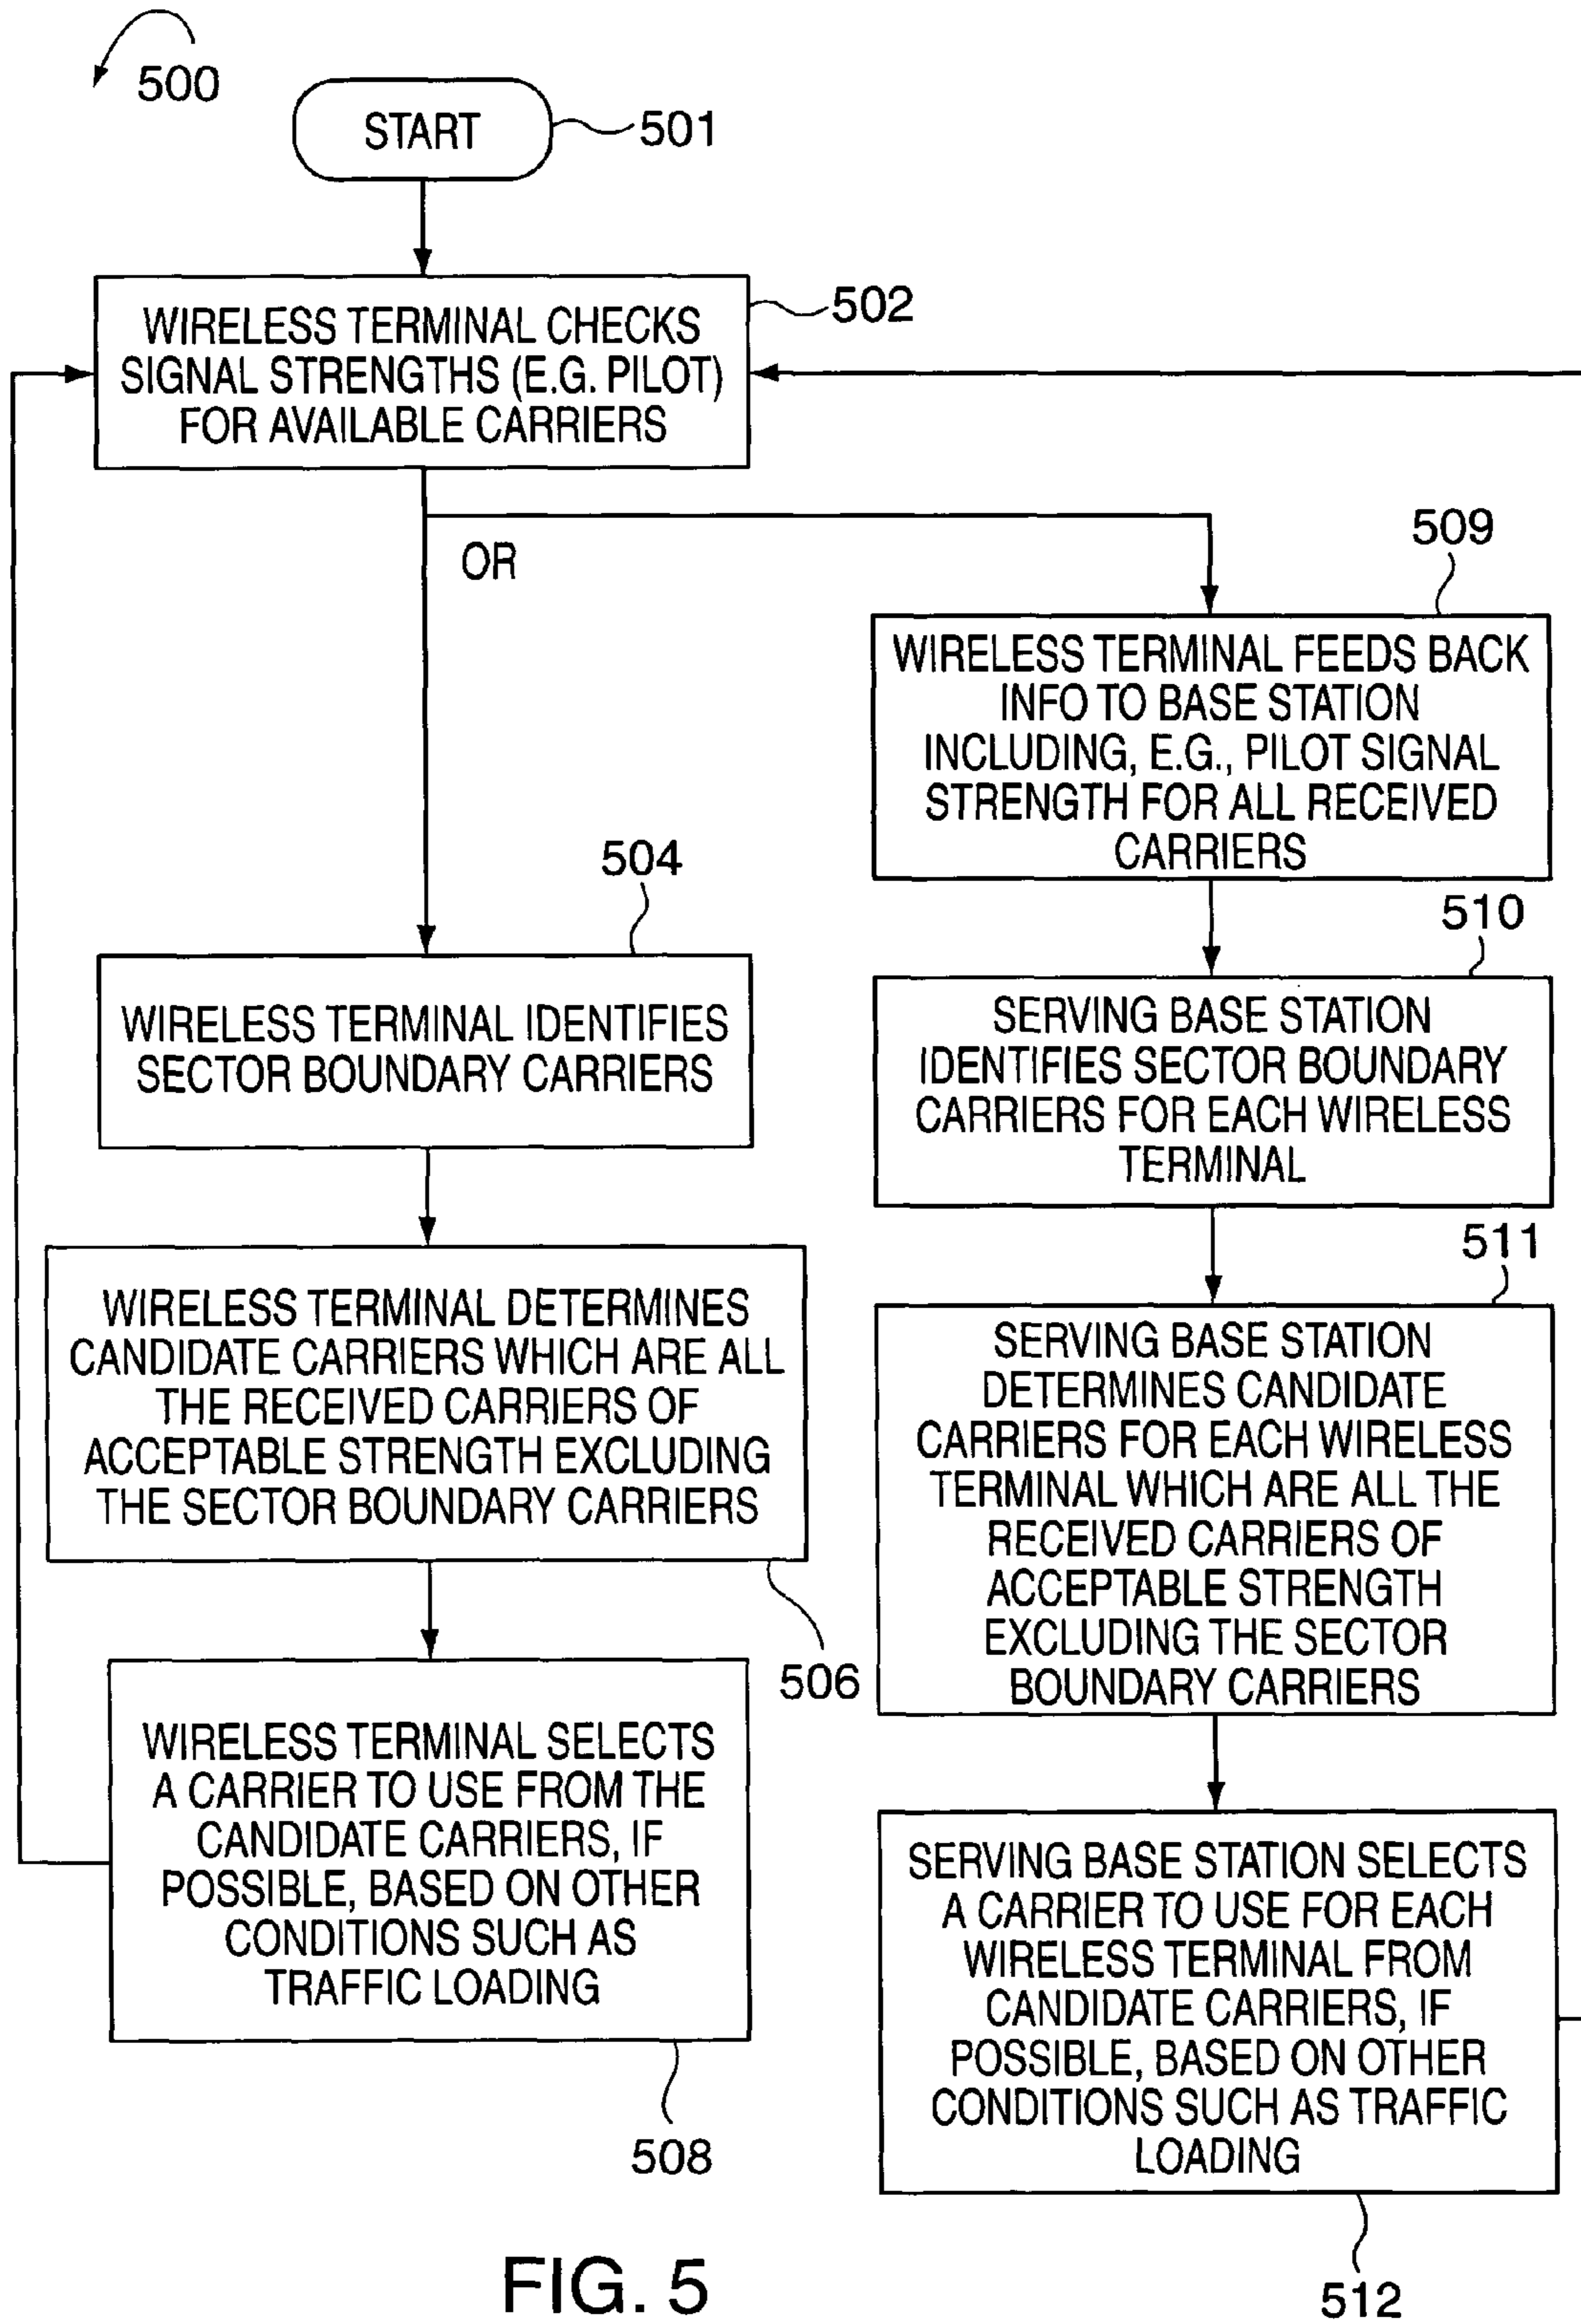 500
START
501
WIRELESS TERMINAL CHECKS
SIGNAL STRENGTHS (E.G. PILOT)
FOR AVAILABLE CARRIERS
502
OR
509
WIRELESS TERMINAL FEEDS BACK
INFO TO BASE STATION
INCLUDING, E.G., PILOT SIGNAL
STRENGTH FOR ALL RECEIVED
CARRIERS
504
WIRELESS TERMINAL IDENTIFIES
SECTOR BOUNDARY CARRIERS
510
SERVING BASE STATION
IDENTIFIES SECTOR BOUNDARY
CARRIERS FOR EACH WIRELESS
TERMINAL
WIRELESS TERMINAL DETERMINES
CANDIDATE CARRIERS WHICH ARE ALL
THE RECEIVED CARRIERS OF
ACCEPTABLE STRENGTH EXCLUDING
THE SECTOR BOUNDARY CARRIERS
506
511
SERVING BASE STATION
DETERMINES CANDIDATE
CARRIERS FOR EACH WIRELESS
TERMINAL WHICH ARE ALL THE
RECEIVED CARRIERS OF
ACCEPTABLE STRENGTH
EXCLUDING THE SECTOR
BOUNDARY CARRIERS
WIRELESS TERMINAL SELECTS
A CARRIER TO USE FROM THE
CANDIDATE CARRIERS, IF
POSSIBLE, BASED ON OTHER
CONDITIONS SUCH AS
TRAFFIC LOADING
508
SERVING BASE STATION SELECTS
A CARRIER TO USE FOR EACH
WIRELESS TERMINAL FROM
CANDIDATE CARRIERS, IF
POSSIBLE, BASED ON OTHER
CONDITIONS SUCH AS TRAFFIC
LOADING
512
FIG. 5